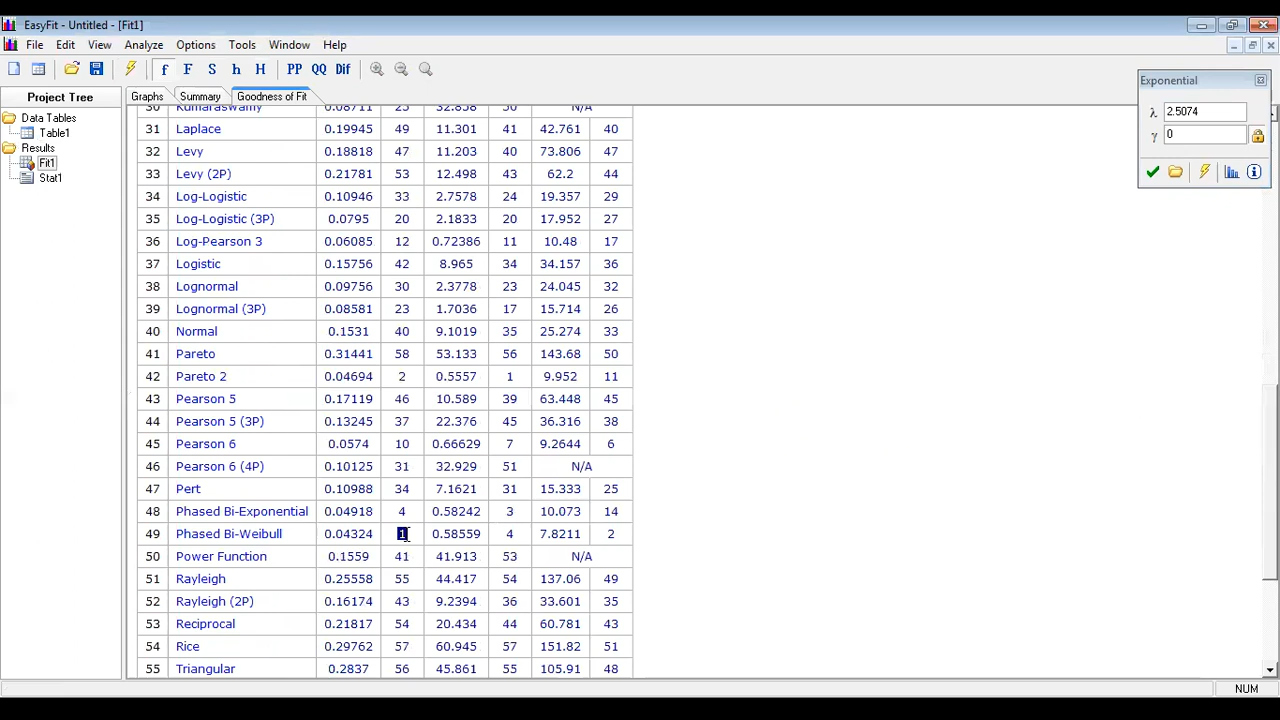 EasyFit - Untitled - [Fit1]
File Edit View Analyze Options Tools Window Help
f F S h H PP QQ Dif
Project Tree
Data Tables
Table1
Results
Fit1
Stat1
Graphs Summary Goodness of Fit
30 Kumaraswamy 0.08711 25 32.858 50 N/A
31 Laplace 0.19945 49 11.301 41 42.761 40
32 Levy 0.18818 47 11.203 40 73.806 47
33 Levy (2P) 0.21781 53 12.498 43 62.2 44
34 Log-Logistic 0.10946 33 2.7578 24 19.357 29
35 Log-Logistic (3P) 0.0795 20 2.1833 20 17.952 27
36 Log-Pearson 3 0.06085 12 0.72386 11 10.48 17
37 Logistic 0.15756 42 8.965 34 34.157 36
38 Lognormal 0.09756 30 2.3778 23 24.045 32
39 Lognormal (3P) 0.08581 23 1.7036 17 15.714 26
40 Normal 0.1531 40 9.1019 35 25.274 33
41 Pareto 0.31441 58 53.133 56 143.68 50
42 Pareto 2 0.04694 2 0.5557 1 9.952 11
43 Pearson 5 0.17119 46 10.589 39 63.448 45
44 Pearson 5 (3P) 0.13245 37 22.376 45 36.316 38
45 Pearson 6 0.0574 10 0.66629 7 9.2644 6
46 Pearson 6 (4P) 0.10125 31 32.929 51 N/A
47 Pert 0.10988 34 7.1621 31 15.333 25
48 Phased Bi-Exponential 0.04918 4 0.58242 3 10.073 14
49 Phased Bi-Weibull 0.04324 1 0.58559 4 7.8211 2
50 Power Function 0.1559 41 41.913 53 N/A
51 Rayleigh 0.25558 55 44.417 54 137.06 49
52 Rayleigh (2P) 0.16174 43 9.2394 36 33.601 35
53 Reciprocal 0.21817 54 20.434 44 60.781 43
54 Rice 0.29762 57 60.945 57 151.82 51
55 Triangular 0.2837 56 45.861 55 105.91 48
Exponential
λ 2.5074
γ 0
NUM